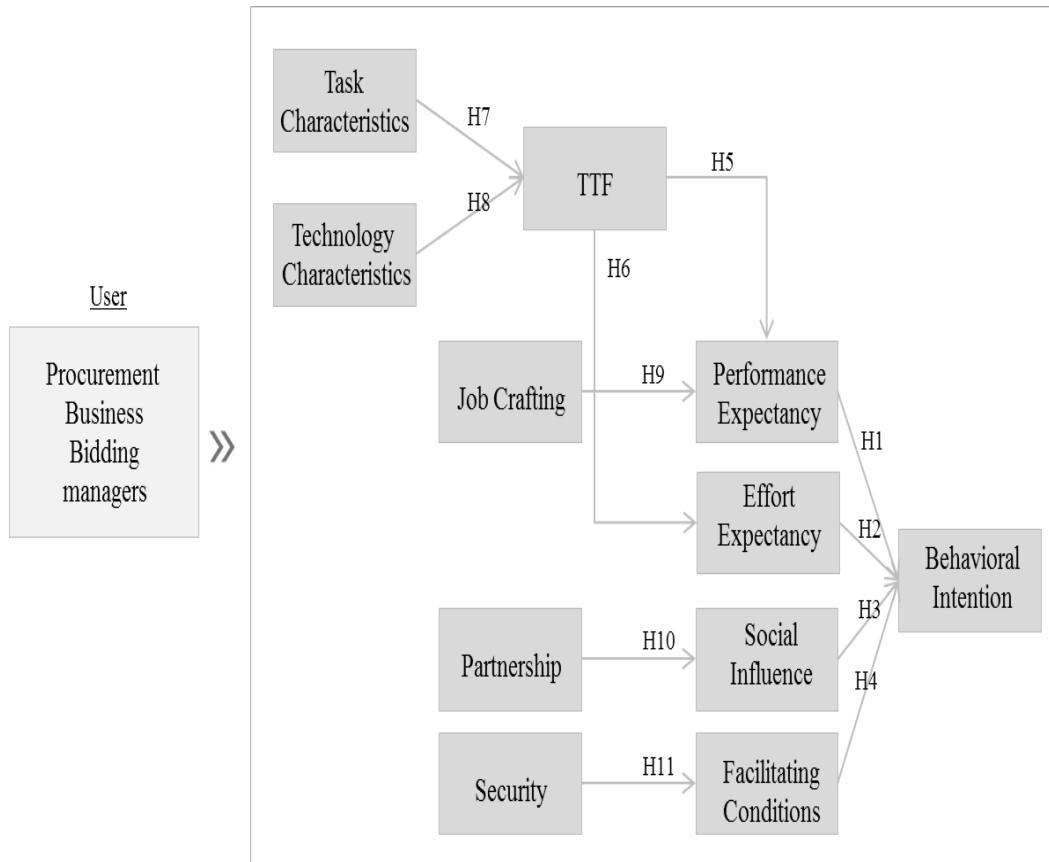 Task
Characteristics
H7
TTF
H5
H8
Technology
Characteristics
H6
User
Procurement
Business
Bidding
managers
Job Crafting
H9
Performance
Expectancy
H1
Effort
Expectancy
H2
Behavioral
Intention
H3
Partnership
H10
Social
Influence
H4
Security
H11
Facilitating
Conditions